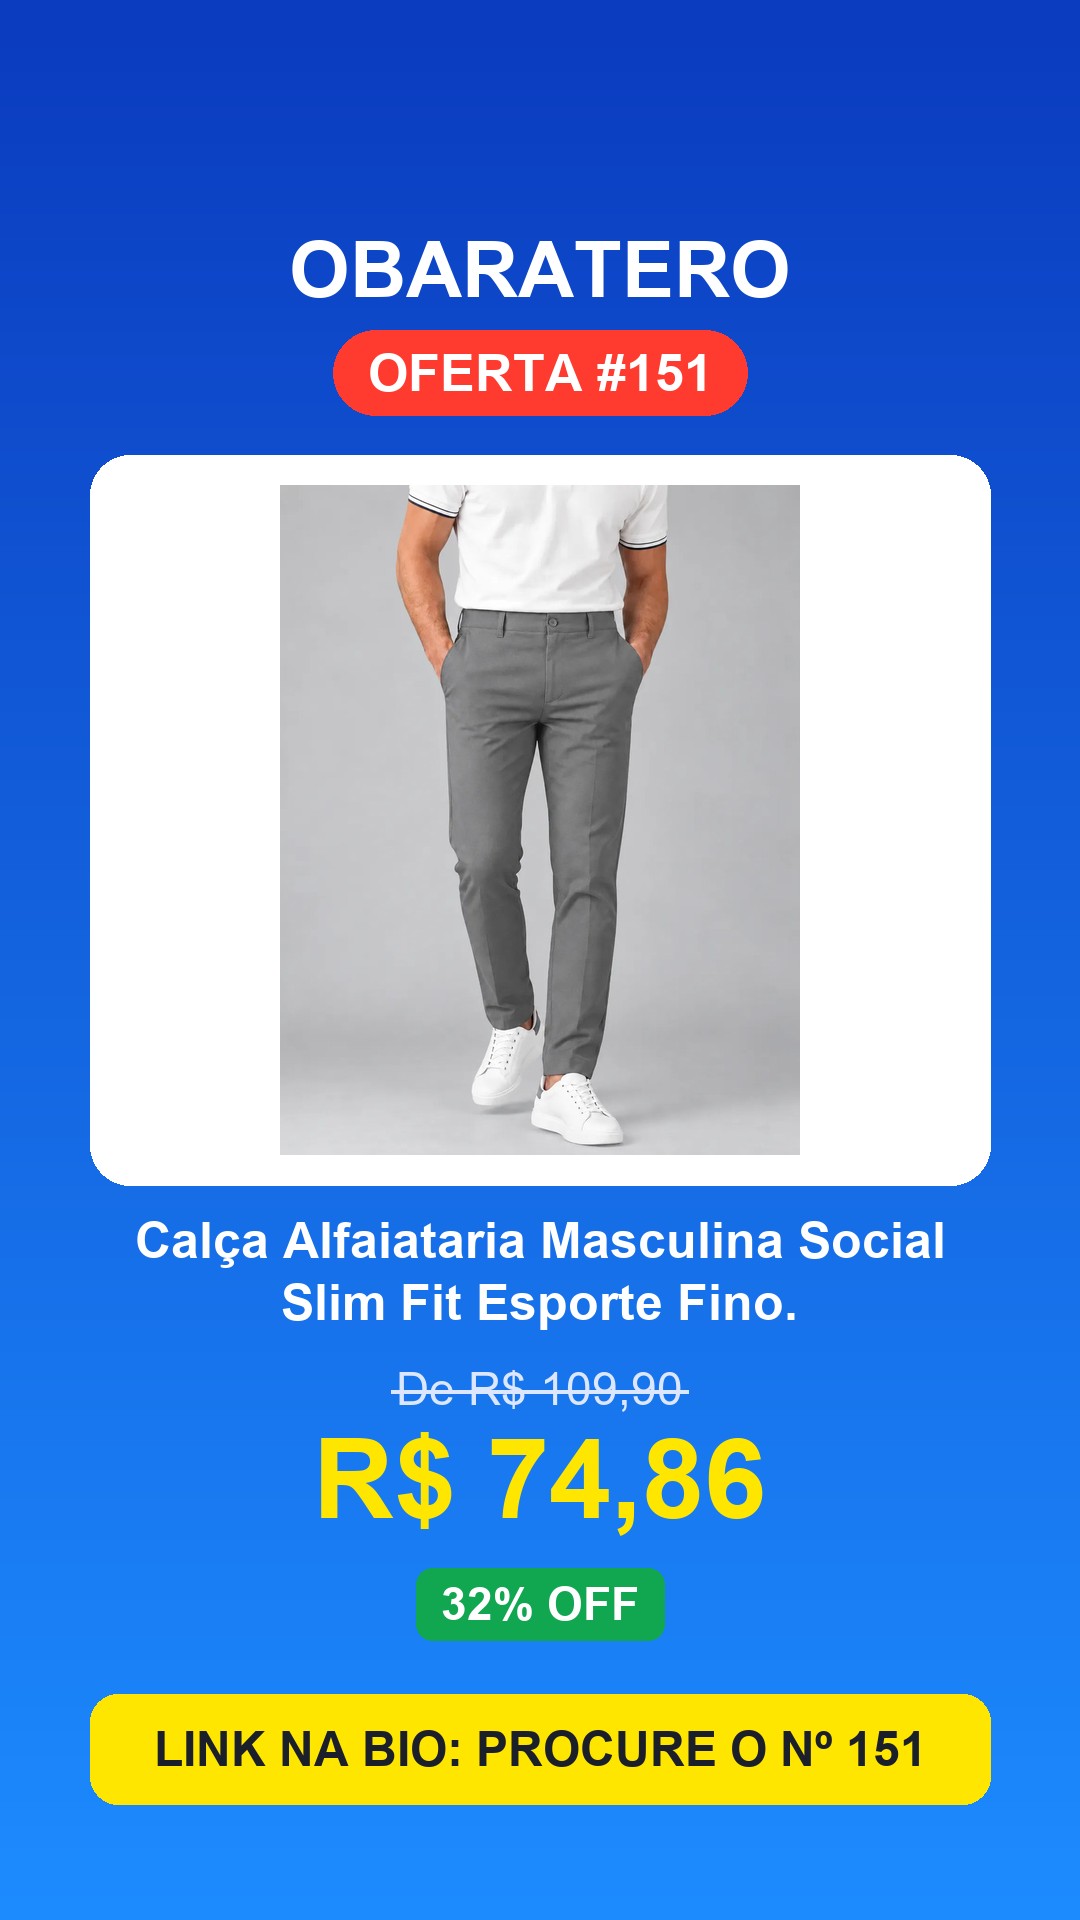 OBARATERO
OFERTA #151
Calça Alfaiataria Masculina Social
Slim Fit Esporte Fino.
De R$ 109,90
R$ 74,86
32% OFF
LINK NA BIO: PROCURE O Nº 151